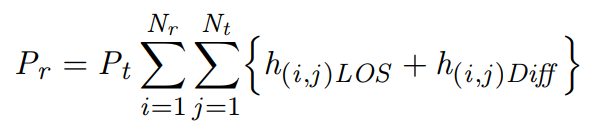 P_r = P_t \sum_{i=1}^{N_r} \sum_{j=1}^{N_t} \left\{ h_{(i,j)LOS} + h_{(i,j)Diff} \right\}